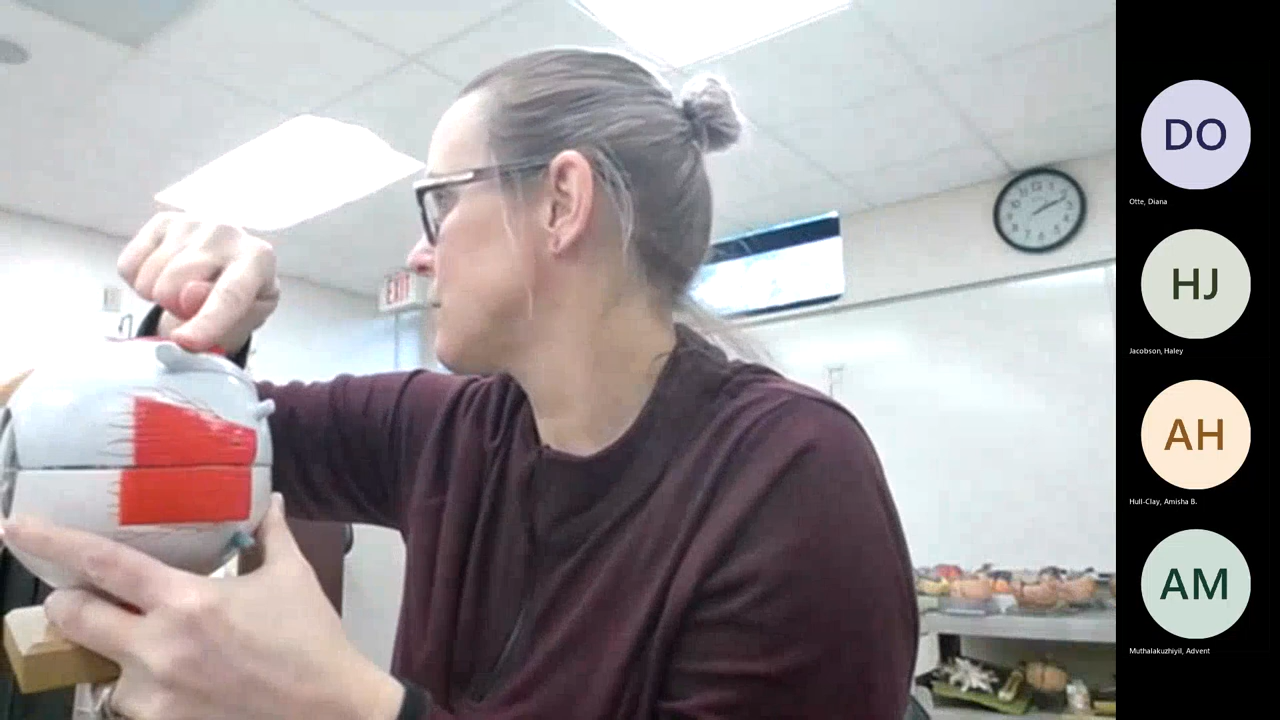 EXIT
DO
Otte, Diana
HJ
Jacobson, Haley
AH
Hull-Clay, Amisha B.
AM
Muthalakuzhiyil, Advent